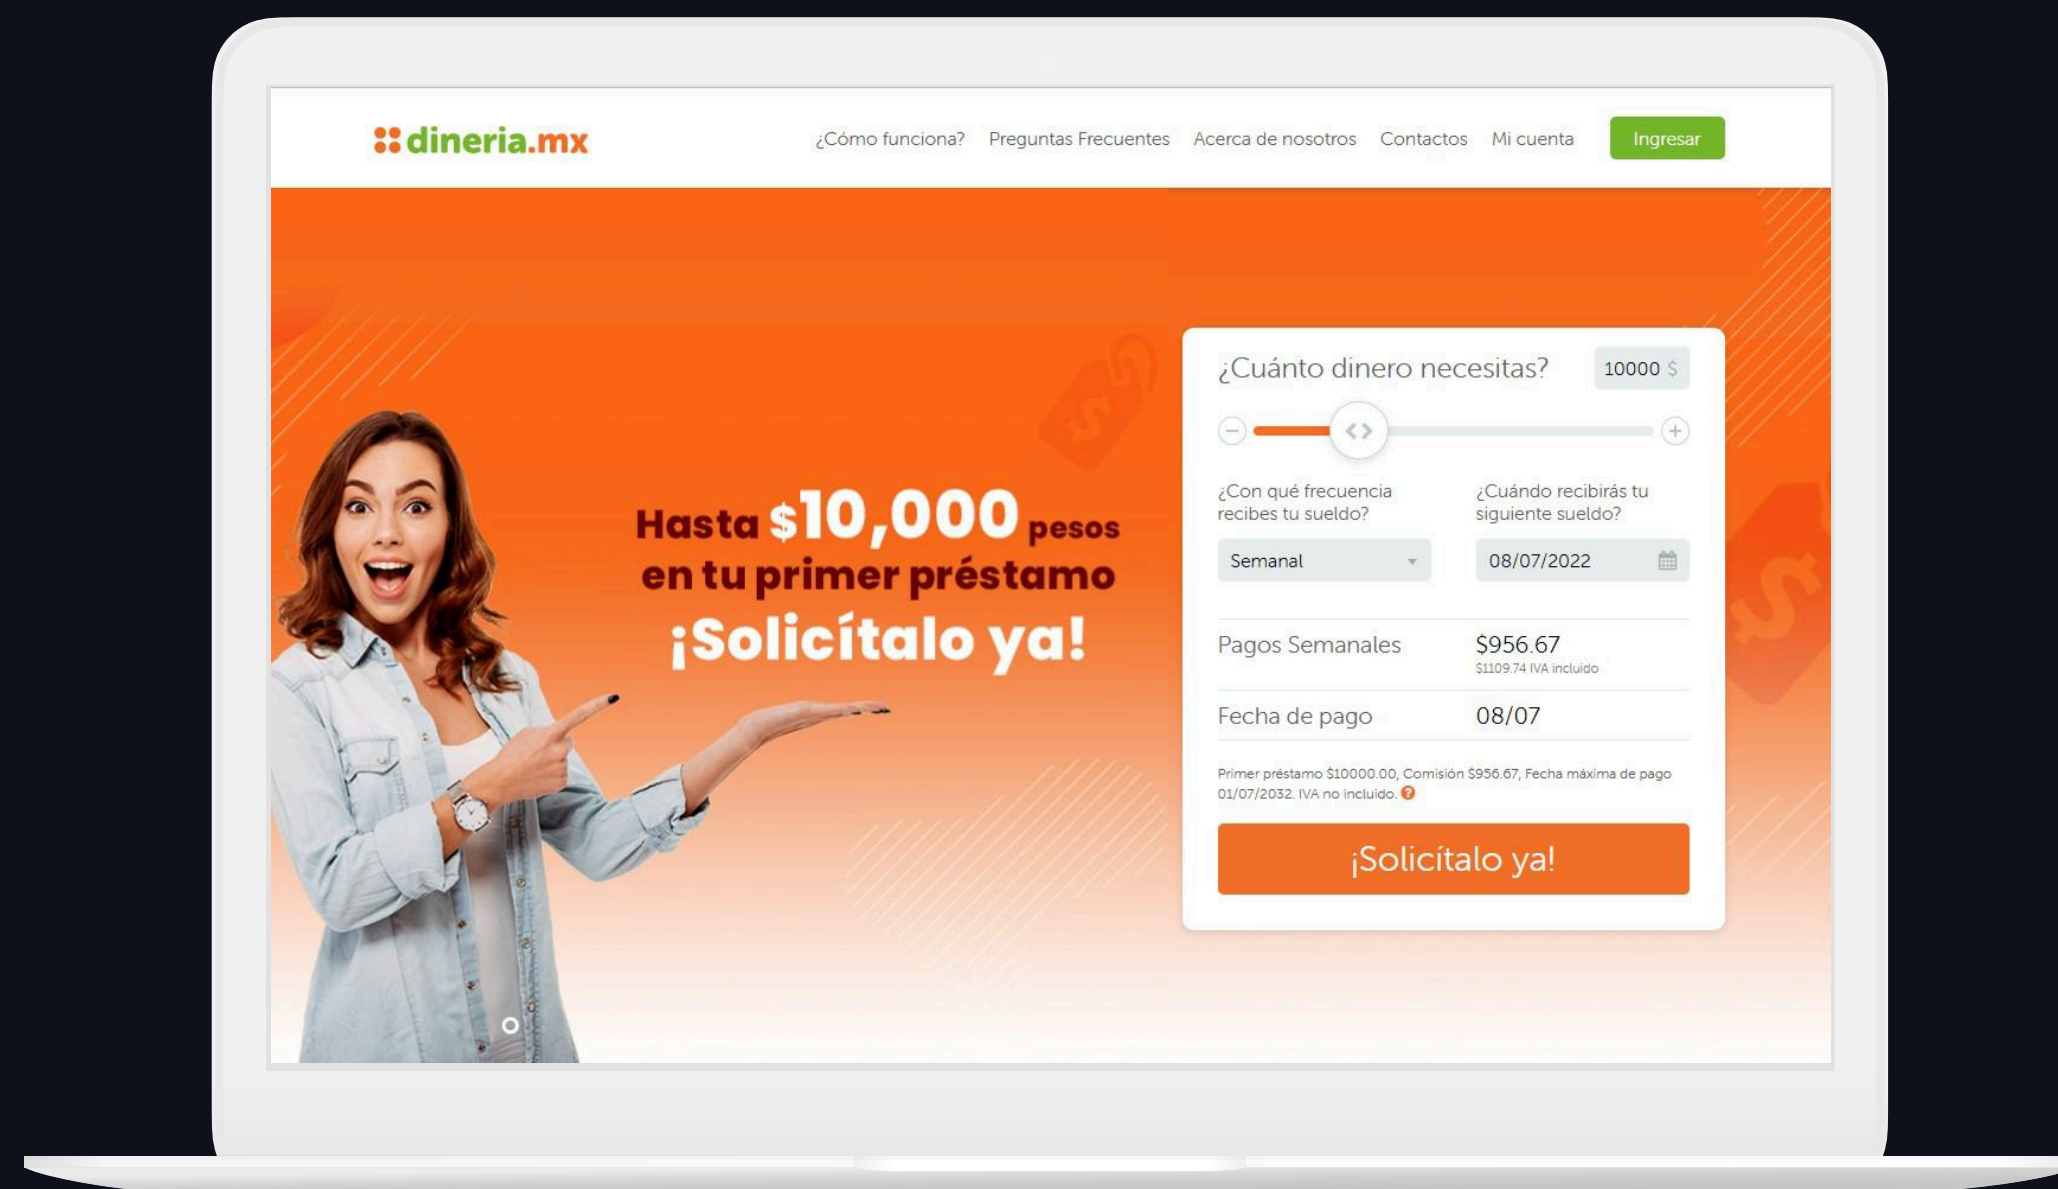 dineria.mx
¿Cómo funciona? Preguntas Frecuentes Acerca de nosotros Contactos Mi cuenta Ingresar
Hasta $10,000 pesos
en tu primer préstamo
¡Solicítalo ya!
¿Cuánto dinero necesitas? 10000 $
¿Con qué frecuencia
recibes tu sueldo?
¿Cuándo recibirás tu
siguiente sueldo?
Semanal 08/07/2022
Pagos Semanales $956.67
$1109.74 IVA incluido
Fecha de pago 08/07
Primer préstamo $10000.00, Comisión $956.67, Fecha máxima de pago
01/07/2032. IVA no incluido. ?
¡Solicítalo ya!